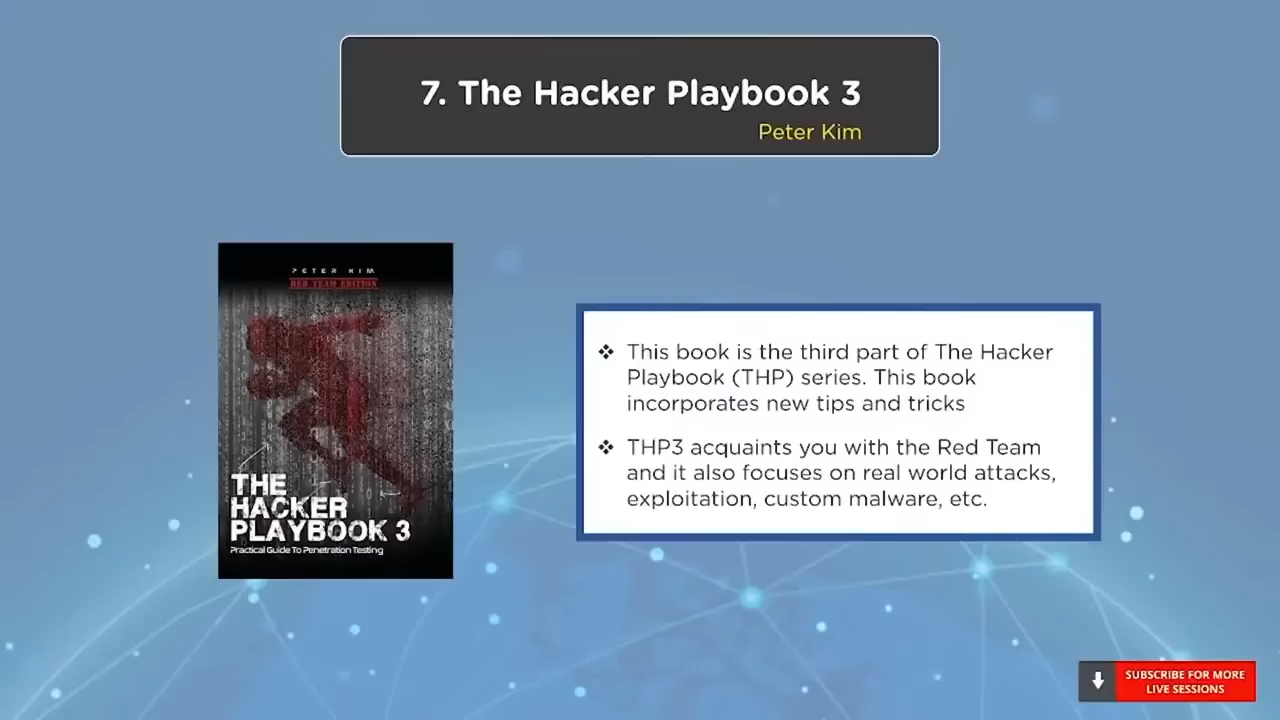 7. The Hacker Playbook 3
Peter Kim
PETER KIM
RED TEAM EDITION
THE
HACKER
PLAYBOOK 3
Practical Guide To Penetration Testing
❖ This book is the third part of The Hacker
Playbook (THP) series. This book
incorporates new tips and tricks
❖ THP3 acquaints you with the Red Team
and it also focuses on real world attacks,
exploitation, custom malware, etc.
SUBSCRIBE FOR MORE
LIVE SESSIONS